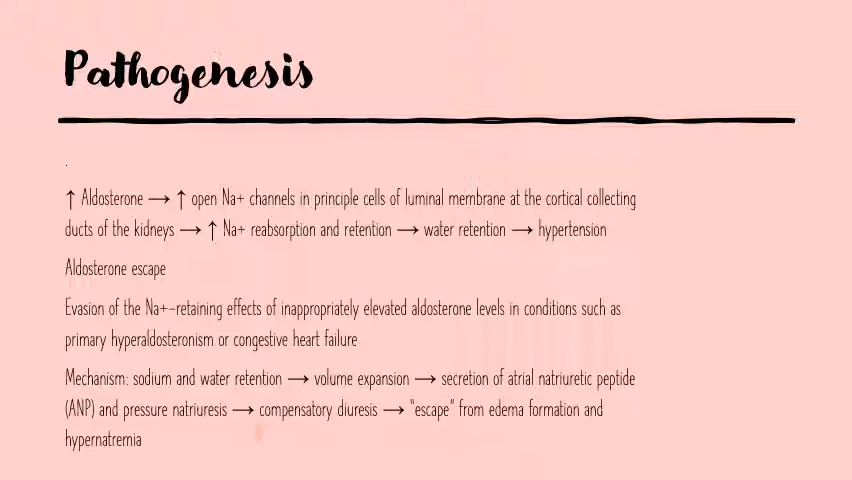 Pathogenesis
.
↑ Aldosterone → ↑ open Na+ channels in principle cells of luminal membrane at the cortical collecting
ducts of the kidneys → ↑ Na+ reabsorption and retention → water retention → hypertension
Aldosterone escape
Evasion of the Na+-retaining effects of inappropriately elevated aldosterone levels in conditions such as
primary hyperaldosteronism or congestive heart failure
Mechanism: sodium and water retention → volume expansion → secretion of atrial natriuretic peptide
(ANP) and pressure natriuresis → compensatory diuresis → "escape" from edema formation and
hypernatremia